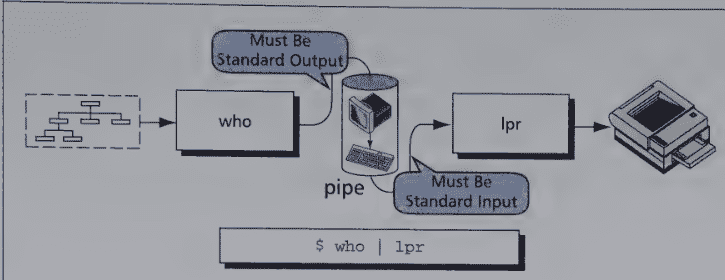 Must Be
Standard Output
who
lpr
pipe
Must Be
Standard Input
$ who | lpr